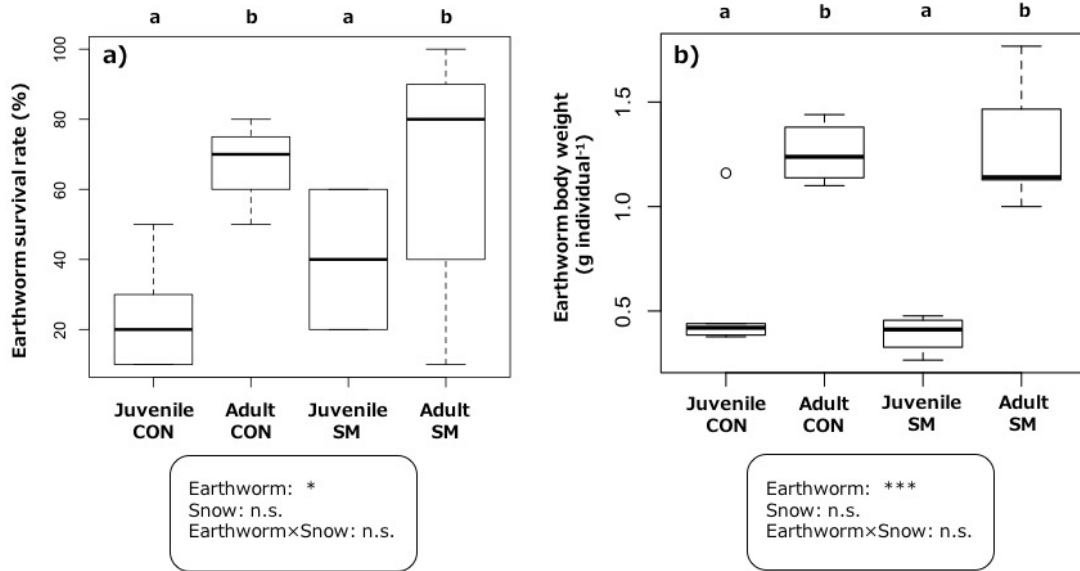 a b a b
a)
Earthworm survival rate (%)
100
80
60
40
20
Juvenile CON
Adult CON
Juvenile SM
Adult SM
Earthworm: *
Snow: n.s.
Earthworm×Snow: n.s.
a b a b
b)
Earthworm body weight
(g individual⁻¹)
1.5
1.0
0.5
Juvenile CON
Adult CON
Juvenile SM
Adult SM
Earthworm: ***
Snow: n.s.
Earthworm×Snow: n.s.